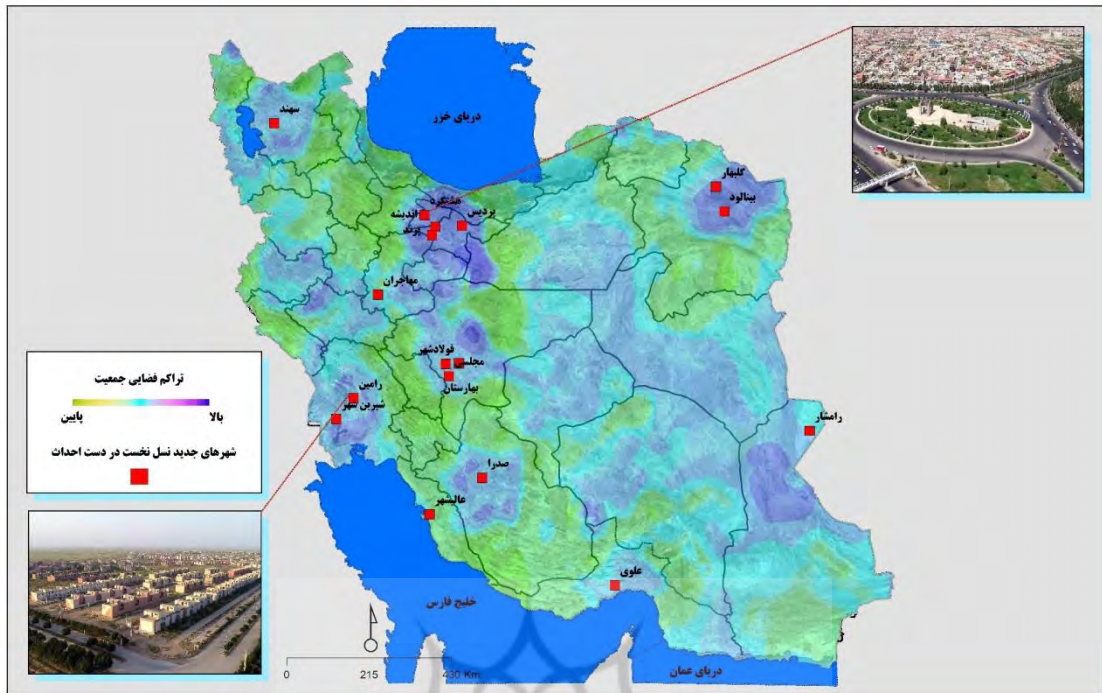 سهند
دریای خزر
گلبهار
بینالود
هشتگرد
اندیشه
پردیس
پرند
مهاجران
فولادشهر
مجلسی
بهارستان
تراکم فضایی جمعیت
پایین
بالا
شهرهای جدید نسل نخست در دست احداث
رامین
شیرین شهر
رامشار
صدرا
عالیشهر
علوی
خلیج فارس
دریای عمان
0 215 430 Km